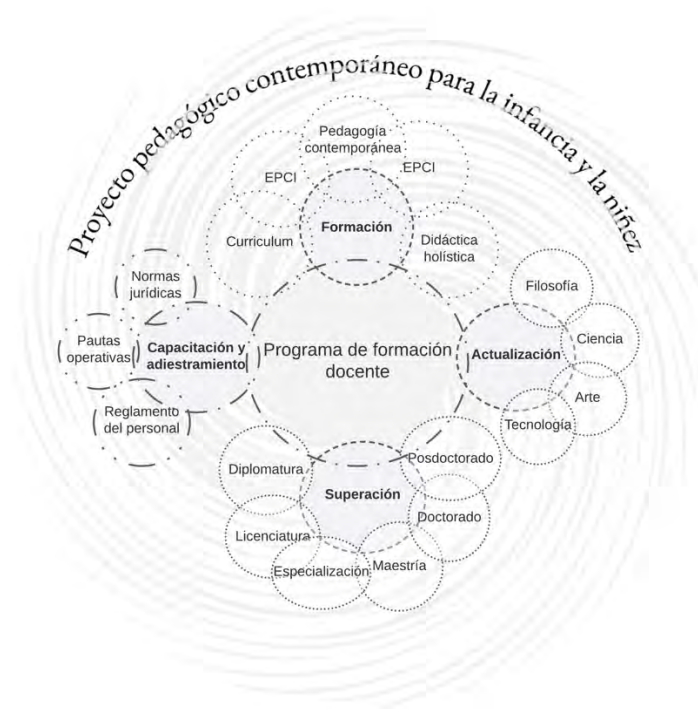 Proyecto pedagógico contemporáneo para la infancia y la niñez
Pedagogía
contemporánea
EPCI
EPCI
Curriculum
Formación
Didáctica
holística
Normas
jurídicas
Filosofía
Pautas
operativas
Capacitación y
adiestramiento
Programa de formación
docente
Actualización
Ciencia
Arte
Reglamento
del personal
Tecnología
Diplomatura
Posdoctorado
Superación
Licenciatura
Doctorado
Especialización
Maestría